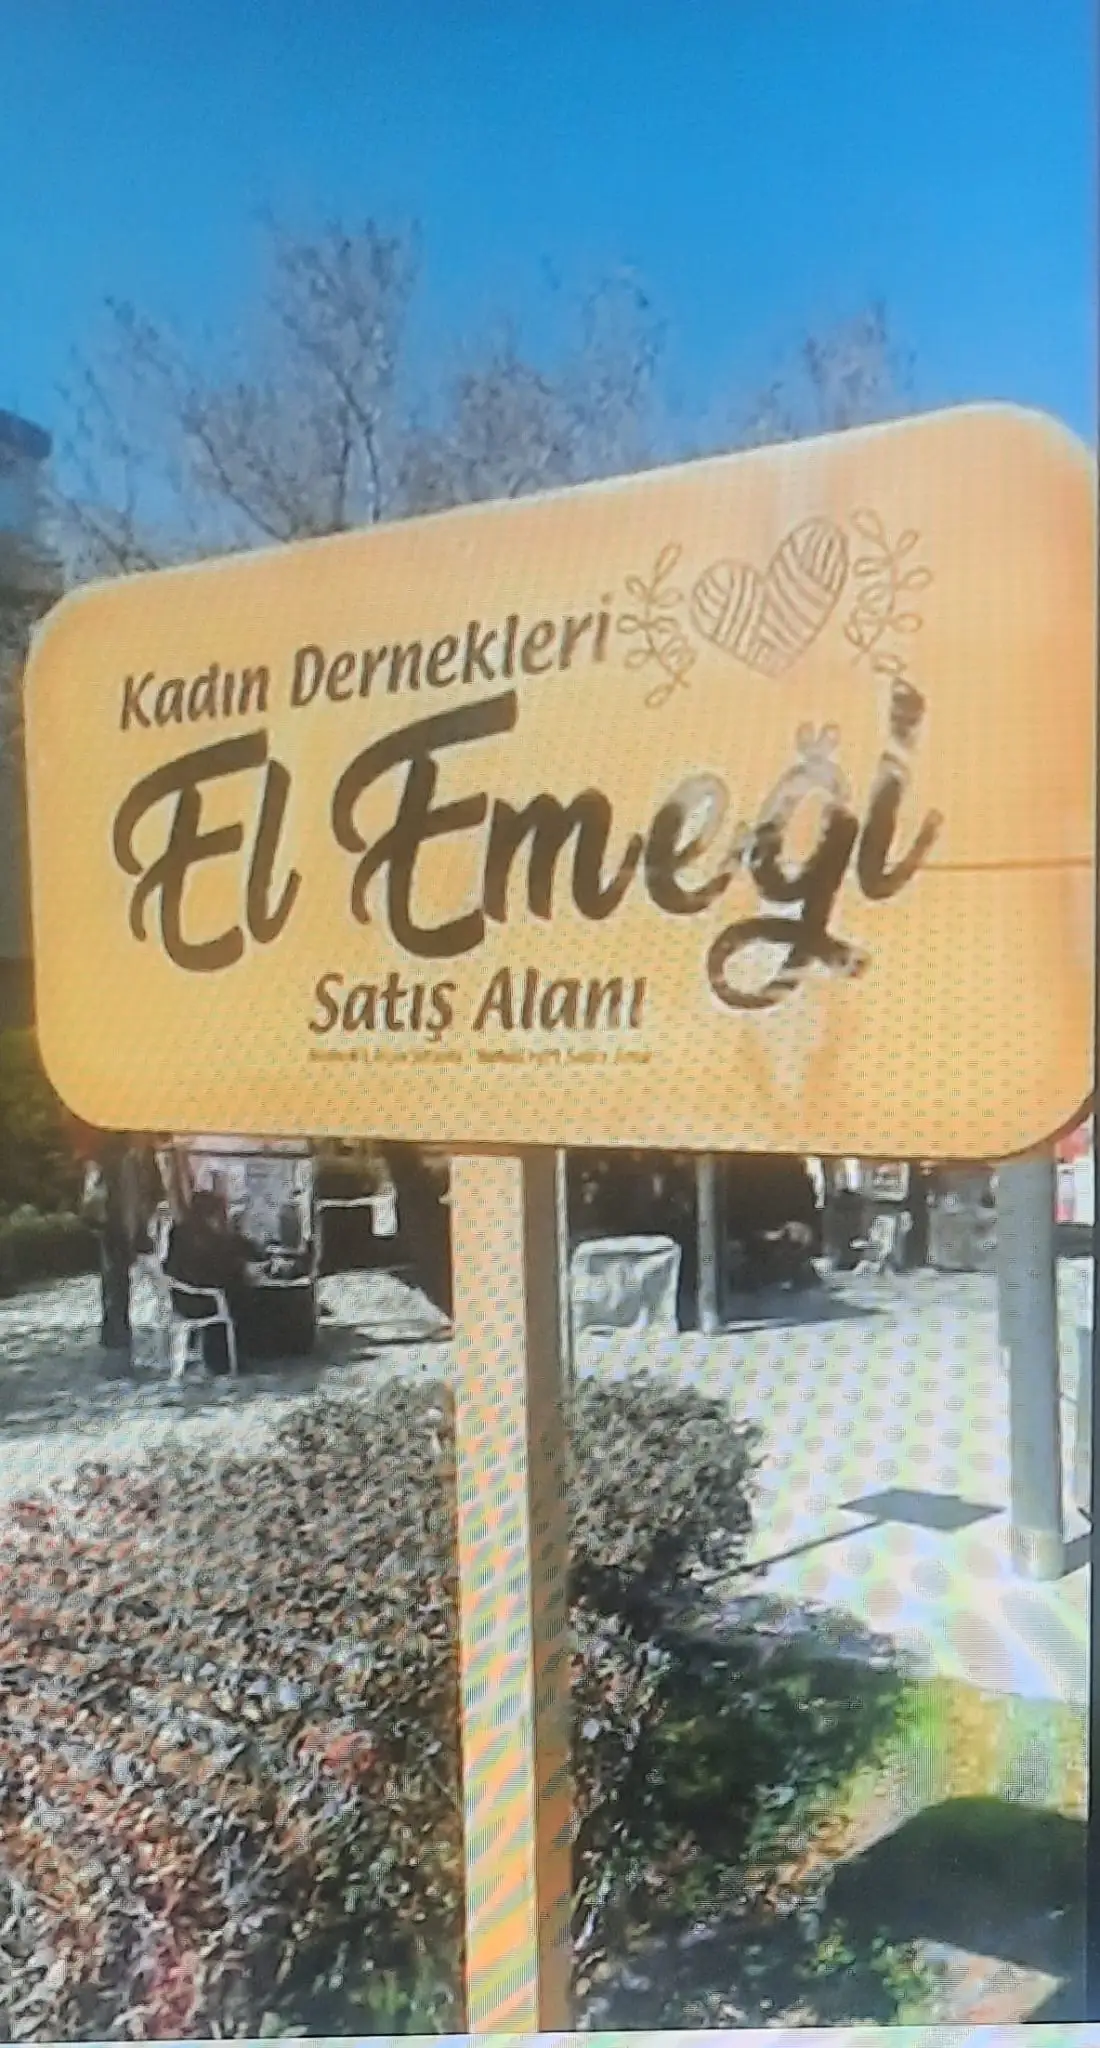 Kadın Dernekleri
El Emeği
Satış Alanı